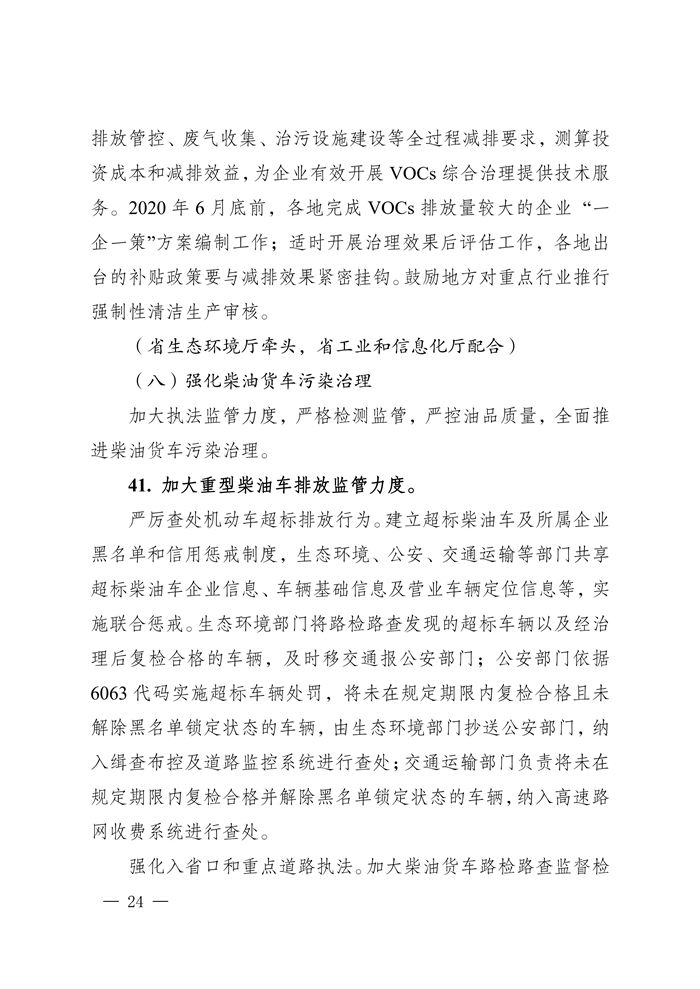 排放管控、废气收集、治污设施建设等全过程减排要求，测算投
资成本和减排效益，为企业有效开展 VOCs 综合治理提供技术服
务。2020 年 6 月底前，各地完成 VOCs 排放量较大的企业 “一
企一策”方案编制工作；适时开展治理效果后评估工作，各地出
台的补贴政策要与减排效果紧密挂钩。鼓励地方对重点行业推行
强制性清洁生产审核。
（省生态环境厅牵头，省工业和信息化厅配合）
（八）强化柴油货车污染治理
加大执法监管力度，严格检测监管，严控油品质量，全面推
进柴油货车污染治理。
41. 加大重型柴油车排放监管力度。
严厉查处机动车超标排放行为。建立超标柴油车及所属企业
黑名单和信用惩戒制度，生态环境、公安、交通运输等部门共享
超标柴油车企业信息、车辆基础信息及营业车辆定位信息等，实
施联合惩戒。生态环境部门将路检路查发现的超标车辆以及经治
理后复检合格的车辆，及时移交通报公安部门；公安部门依据
6063 代码实施超标车辆处罚，将未在规定期限内复检合格且未
解除黑名单锁定状态的车辆，由生态环境部门抄送公安部门，纳
入缉查布控及道路监控系统进行查处；交通运输部门负责将未在
规定期限内复检合格并解除黑名单锁定状态的车辆，纳入高速路
网收费系统进行查处。
强化入省口和重点道路执法。加大柴油货车路检路查监督检
— 24 —